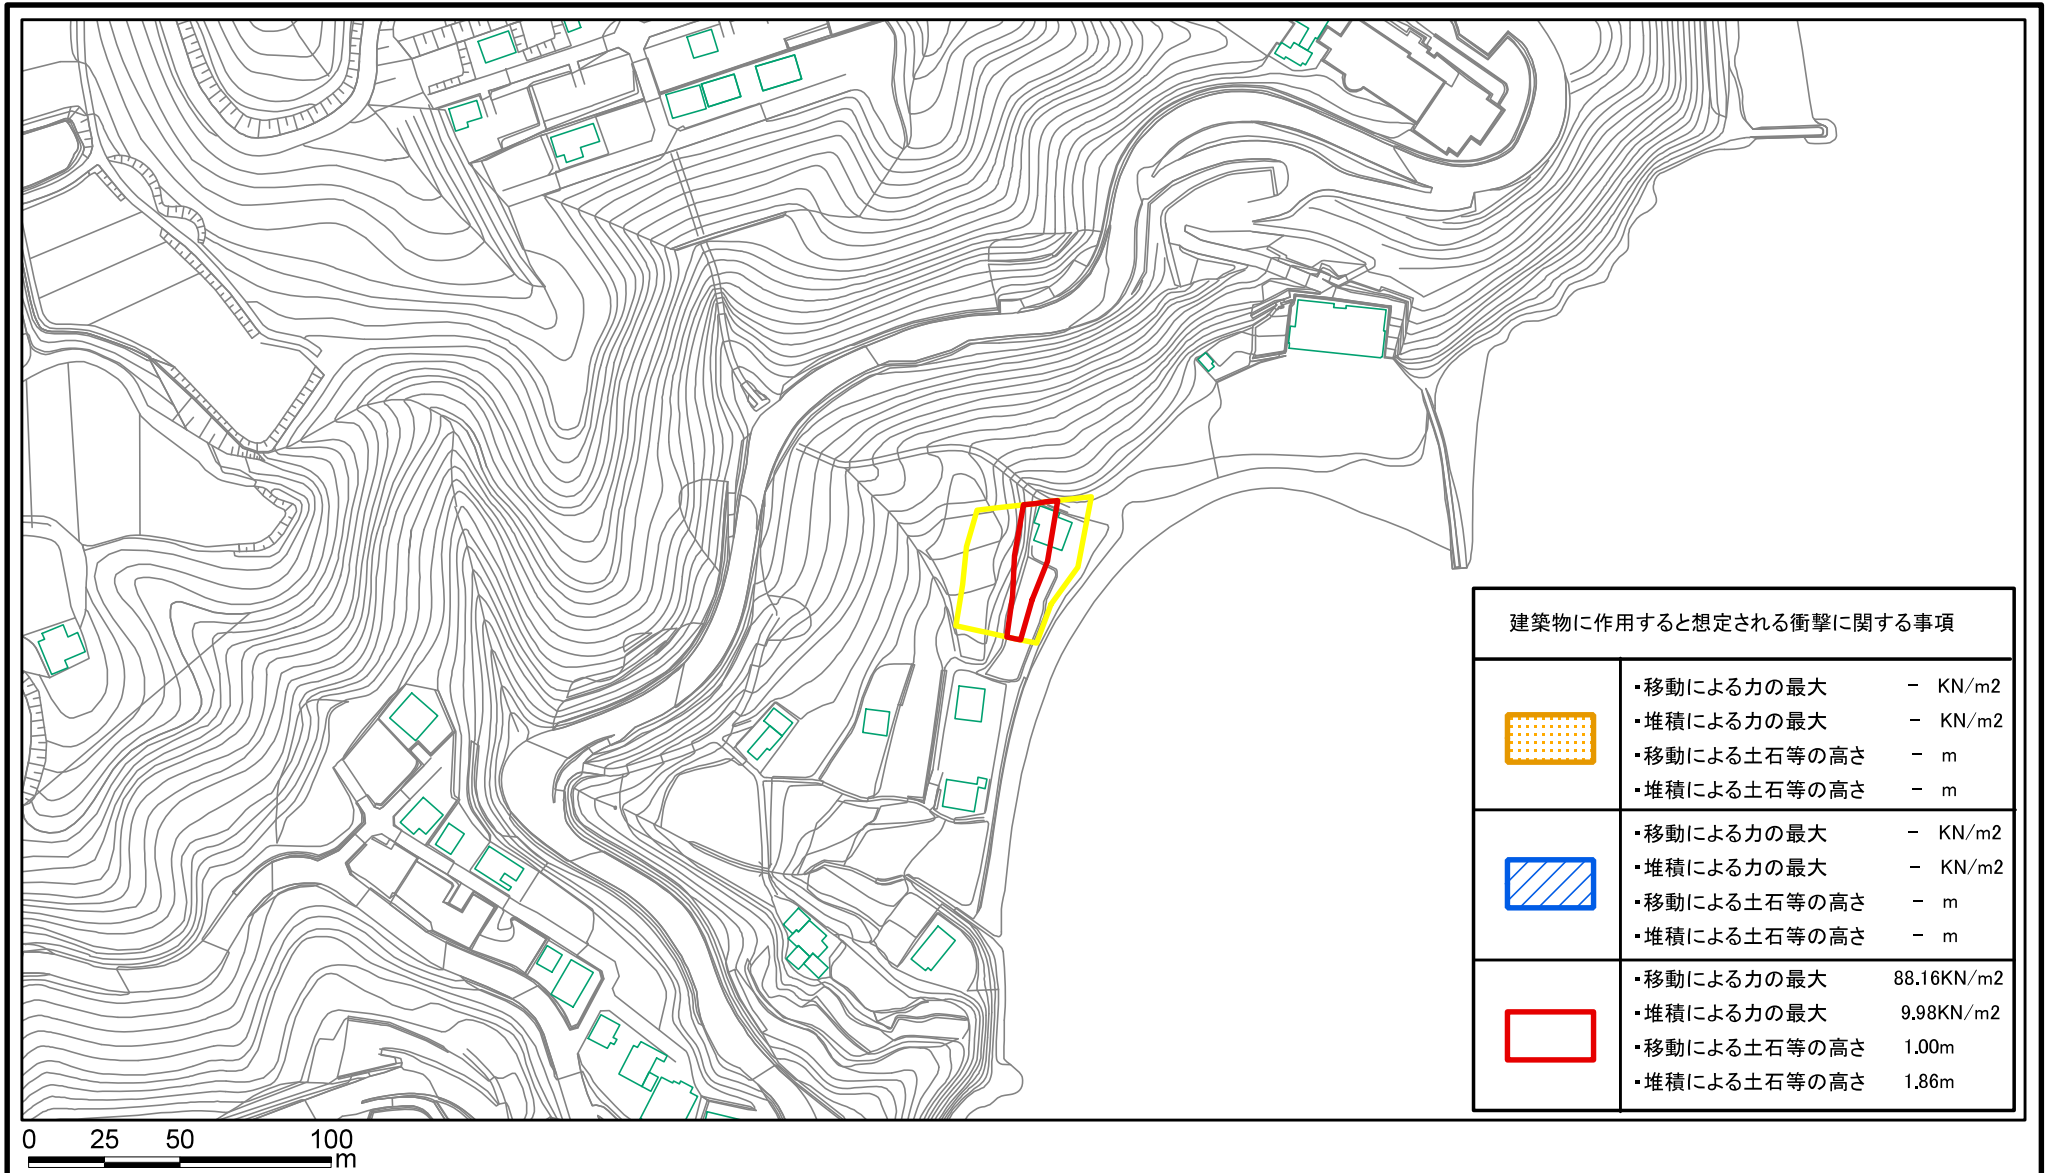 建築物に作用すると想定される衝撃に関する事項
・移動による力の最大 － KN/m2
・堆積による力の最大 － KN/m2
・移動による土石等の高さ － m
・堆積による土石等の高さ － m
・移動による力の最大 － KN/m2
・堆積による力の最大 － KN/m2
・移動による土石等の高さ － m
・堆積による土石等の高さ － m
・移動による力の最大 88.16KN/m2
・堆積による力の最大 9.98KN/m2
・移動による土石等の高さ 1.00m
・堆積による土石等の高さ 1.86m
0 25 50 100
m